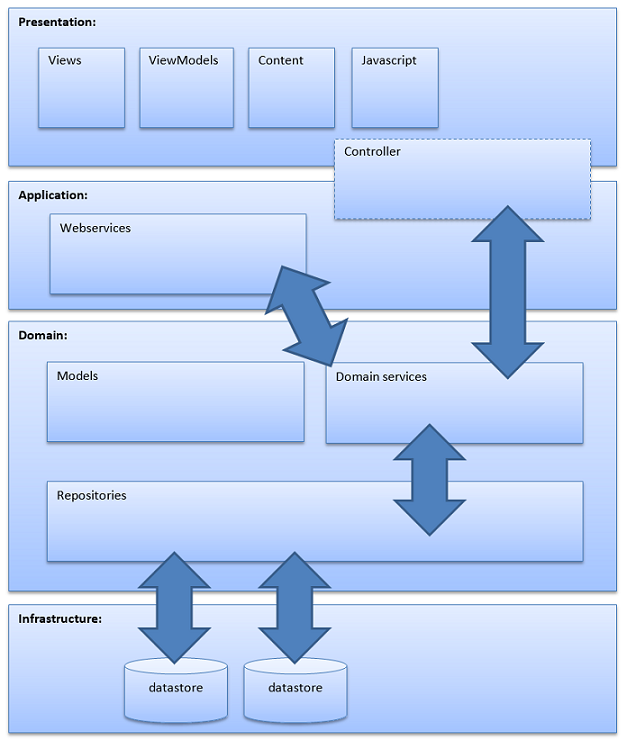 Presentation:
Views
ViewModels
Content
Javascript
Controller
Application:
Webservices
Domain:
Models
Domain services
Repositories
Infrastructure:
datastore
datastore